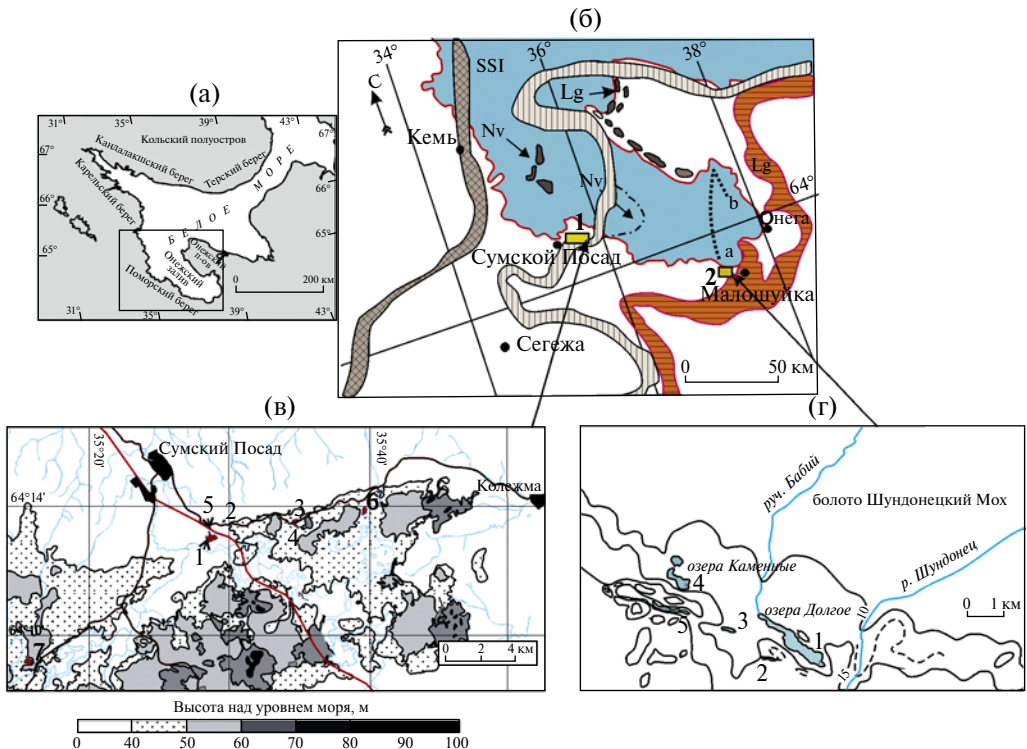 (а)
31°
35°
39°
43°
67°
Кольский полуостров
67°
Кандалакшский берег
Терский берег
Карельский берег
66°
66°
БЕЛОЕ МОРЕ
65°
65°
Онежский
п-ов
Онежский
залив
Поморский берег
0 200 км
64°
31°
35°
39°
43°
(б)
34°
36°
38°
SSI
С
Lg
Кемь
Nv
Lg
Nv
64°
b
1
Онега
a
Сумской Посад
2
Малошуйка
Сегежа
0 50 км
(в)
35°20'
35°40'
Сумский Посад
Колежма
64°14'
5
2
3
6
4
1
64°10'
7
0 2 4 км
(г)
руч. Бабий
болото Шундонецкий Мох
р. Шундонец
озера Каменные
4
озера Долгое
10
0 1 км
3
5
1
2
15
Высота над уровнем моря, м
0 40 50 60 70 80 90 100